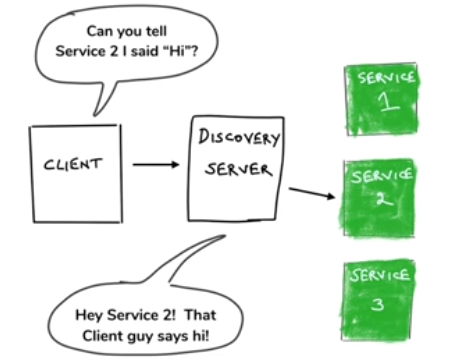 Can you tell
Service 2 I said “Hi”?
CLIENT
DISCOVERY
SERVER
SERVICE
1
SERVICE
2
SERVICE
3
Hey Service 2! That
Client guy says hi!